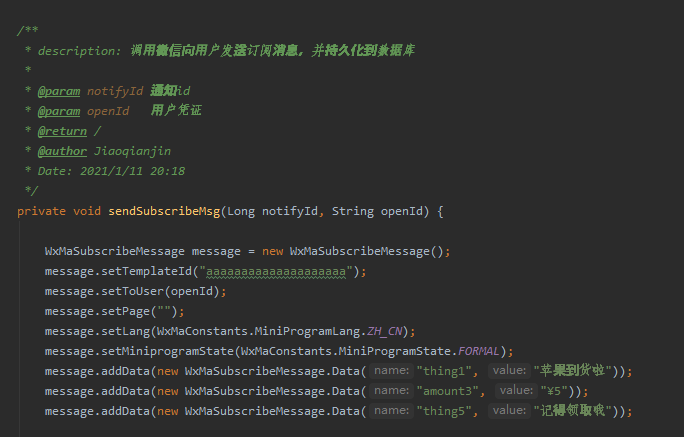 /**
* description: 调用微信向用户发送订阅消息，并持久化到数据库
*
* @param notifyId 通知id
* @param openId 用户凭证
* @return /
* @author Jiaoqianjin
* Date: 2021/1/11 20:18
*/
private void sendSubscribeMsg(Long notifyId, String openId) {
WxMaSubscribeMessage message = new WxMaSubscribeMessage();
message.setTemplateId("aaaaaaaaaaaaaaaaaaaa");
message.setToUser(openId);
message.setPage("");
message.setLang(WxMaConstants.MiniProgramLang.ZH_CN);
message.setMiniprogramState(WxMaConstants.MiniProgramState.FORMAL);
message.addData(new WxMaSubscribeMessage.Data( name: "thing1", value: "苹果到货啦"));
message.addData(new WxMaSubscribeMessage.Data( name: "amount3", value: "¥5"));
message.addData(new WxMaSubscribeMessage.Data( name: "thing5", value: "记得领取哦"));